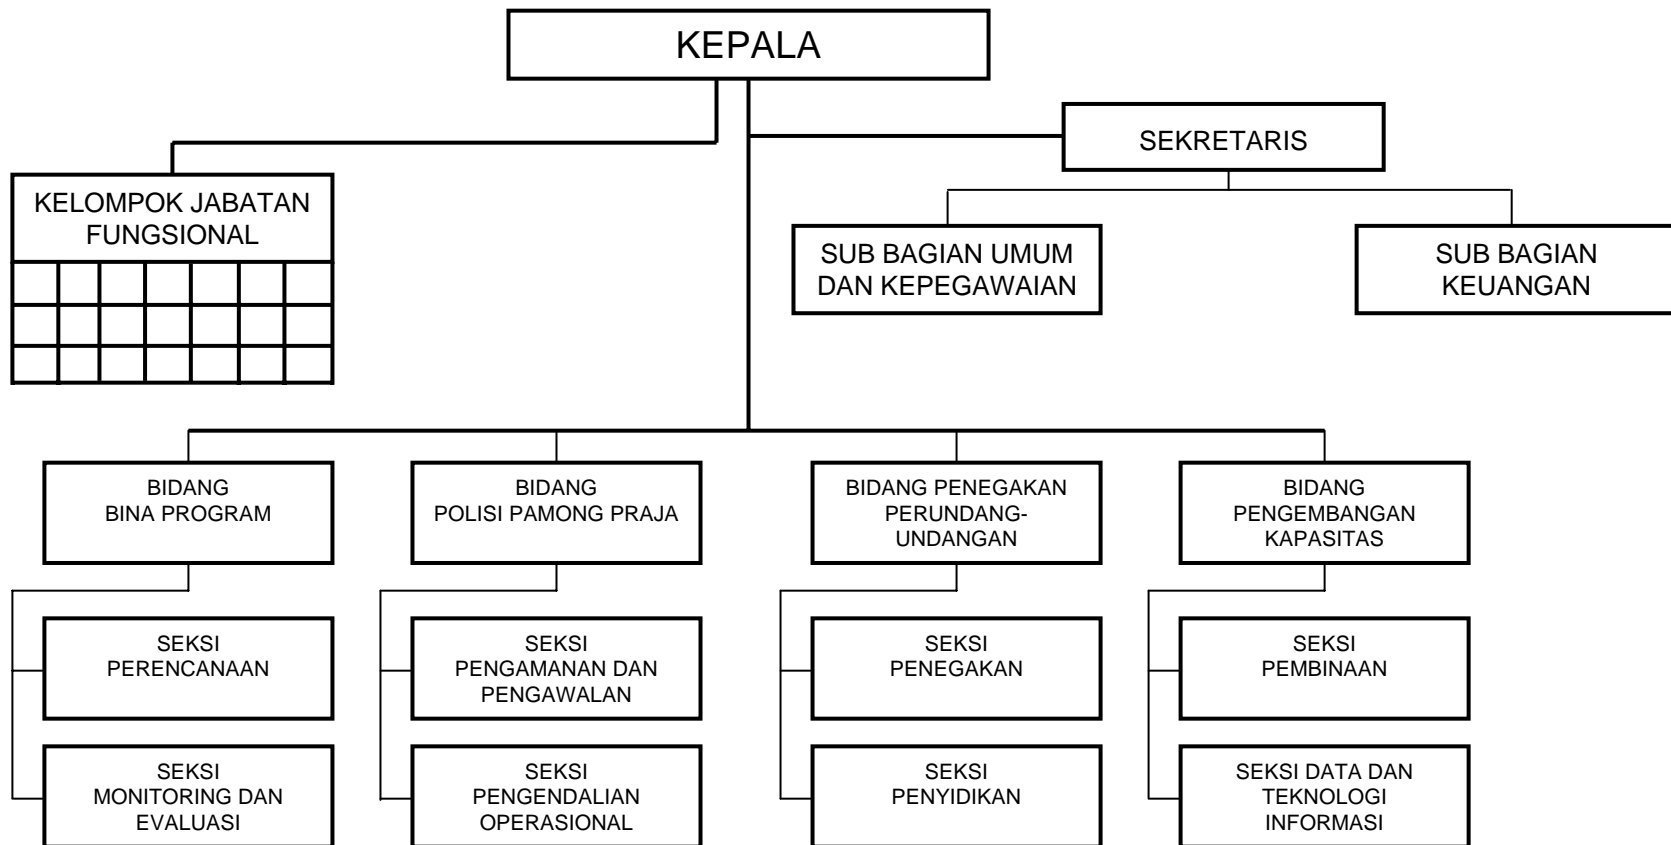 KEPALA
SEKRETARIS
KELOMPOK JABATAN
FUNGSIONAL
SUB BAGIAN UMUM
DAN KEPEGAWAIAN
SUB BAGIAN
KEUANGAN
BIDANG
BINA PROGRAM
BIDANG
POLISI PAMONG PRAJA
BIDANG PENEGAKAN
PERUNDANG-
UNDANGAN
BIDANG
PENGEMBANGAN
KAPASITAS
SEKSI
PERENCANAAN
SEKSI
PENGAMANAN DAN
PENGAWALAN
SEKSI
PENEGAKAN
SEKSI
PEMBINAAN
SEKSI
MONITORING DAN
EVALUASI
SEKSI
PENGENDALIAN
OPERASIONAL
SEKSI
PENYIDIKAN
SEKSI DATA DAN
TEKNOLOGI
INFORMASI